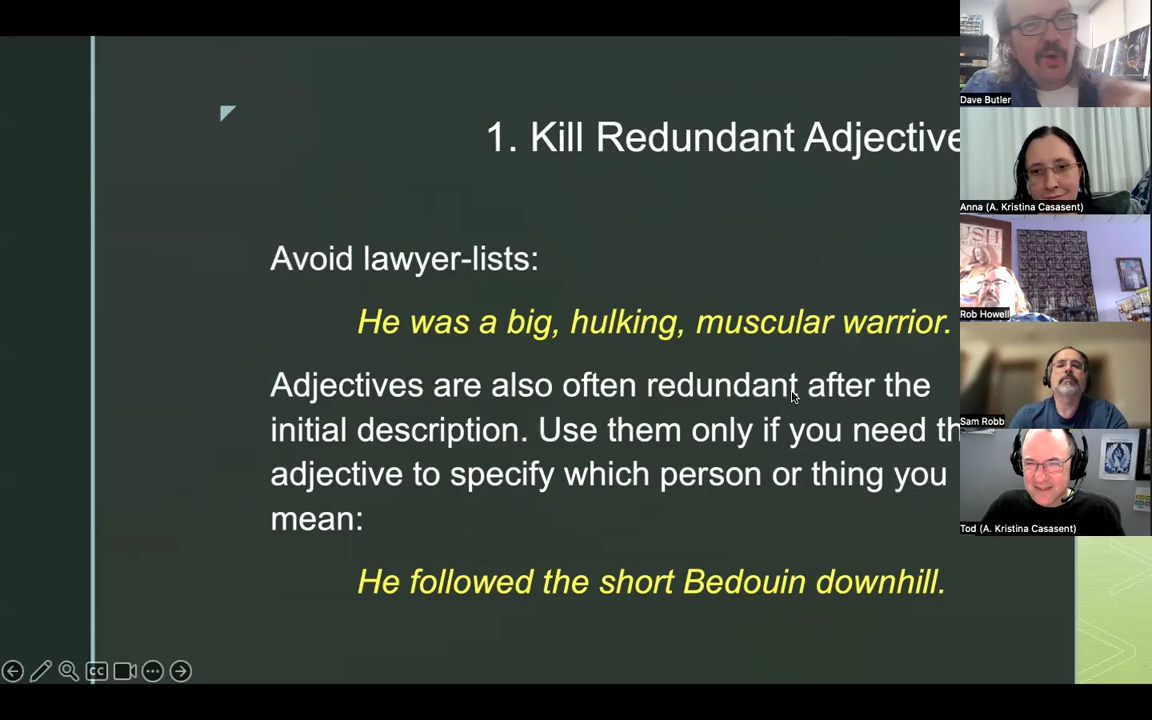 1. Kill Redundant Adjective
Avoid lawyer-lists:
He was a big, hulking, muscular warrior.
Adjectives are also often redundant after the
initial description. Use them only if you need th
adjective to specify which person or thing you
mean:
He followed the short Bedouin downhill.
Dave Butler
Anna (A. Kristina Casasent)
USH
Rob Howell
Sam Robb
Tod (A. Kristina Casasent)
CC